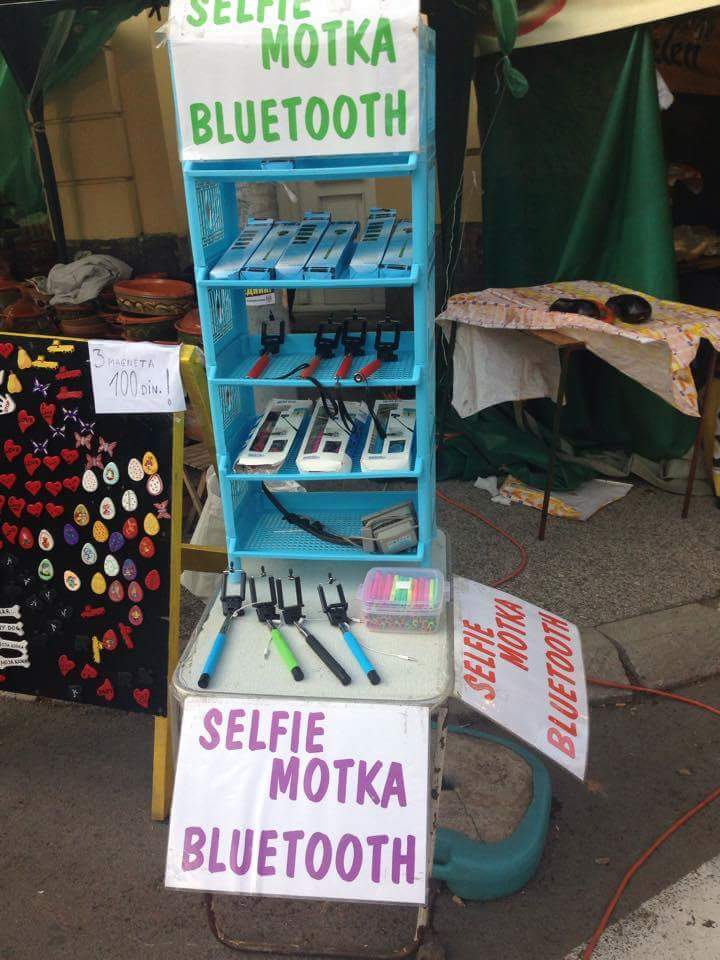 SELFIE
MOTKA
BLUETOOTH
3 MAGNETA
100 DIN.!
SELFIE
MOTKA
BLUETOOTH
SELFIE
MOTKA
BLUETOOTH